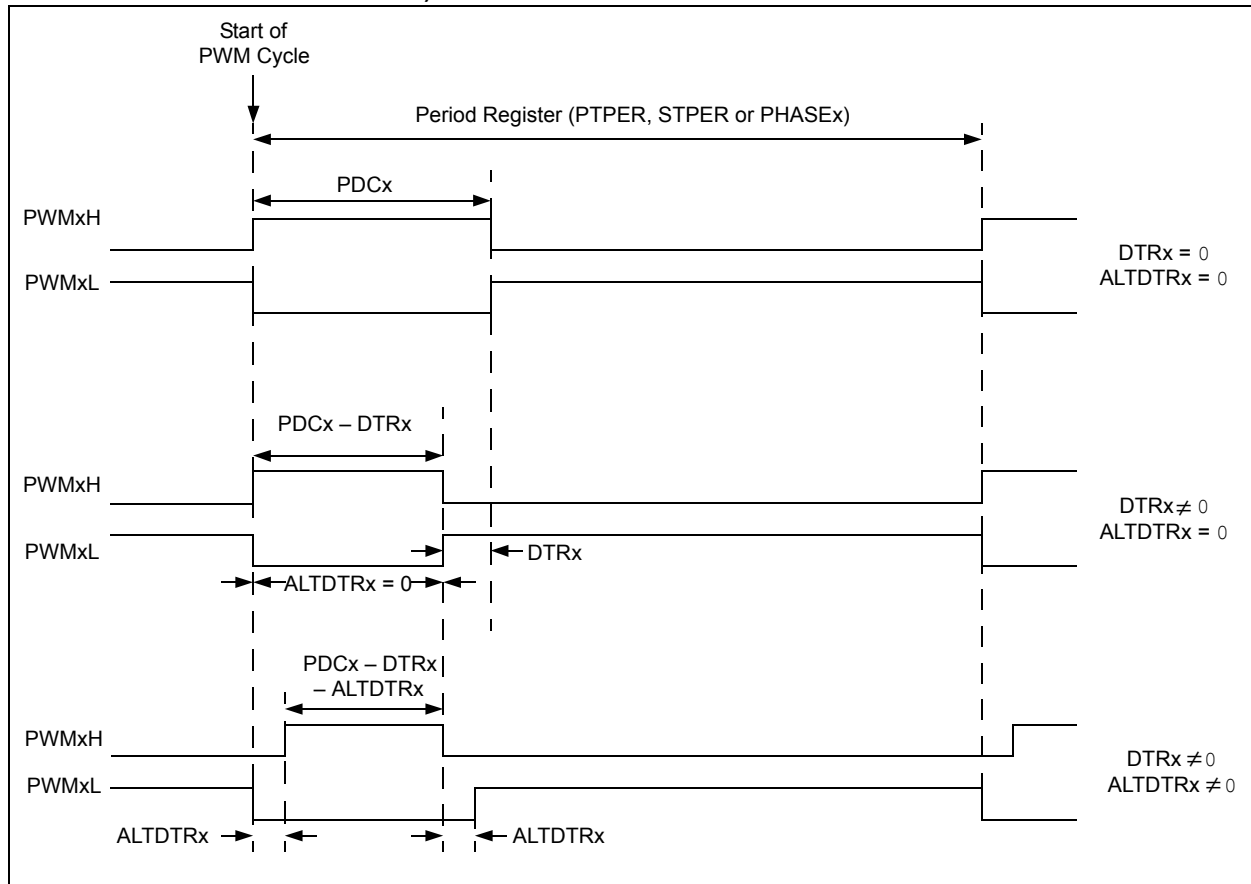 Start of
PWM Cycle
Period Register (PTPER, STPER or PHASEx)
PDCx
PWMxH
PWMxL
DTRx = 0
ALTDTRx = 0
PDCx – DTRx
PWMxH
PWMxL
DTRx
ALTDTRx = 0
DTRx ≠ 0
ALTDTRx = 0
PDCx – DTRx
– ALTDTRx
PWMxH
PWMxL
ALTDTRx
ALTDTRx
DTRx ≠ 0
ALTDTRx ≠ 0